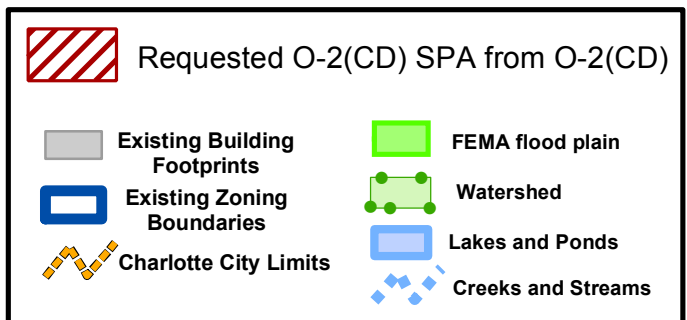 Requested O-2(CD) SPA from O-2(CD)
Existing Building
Footprints
Existing Zoning
Boundaries
Charlotte City Limits
FEMA flood plain
Watershed
Lakes and Ponds
Creeks and Streams